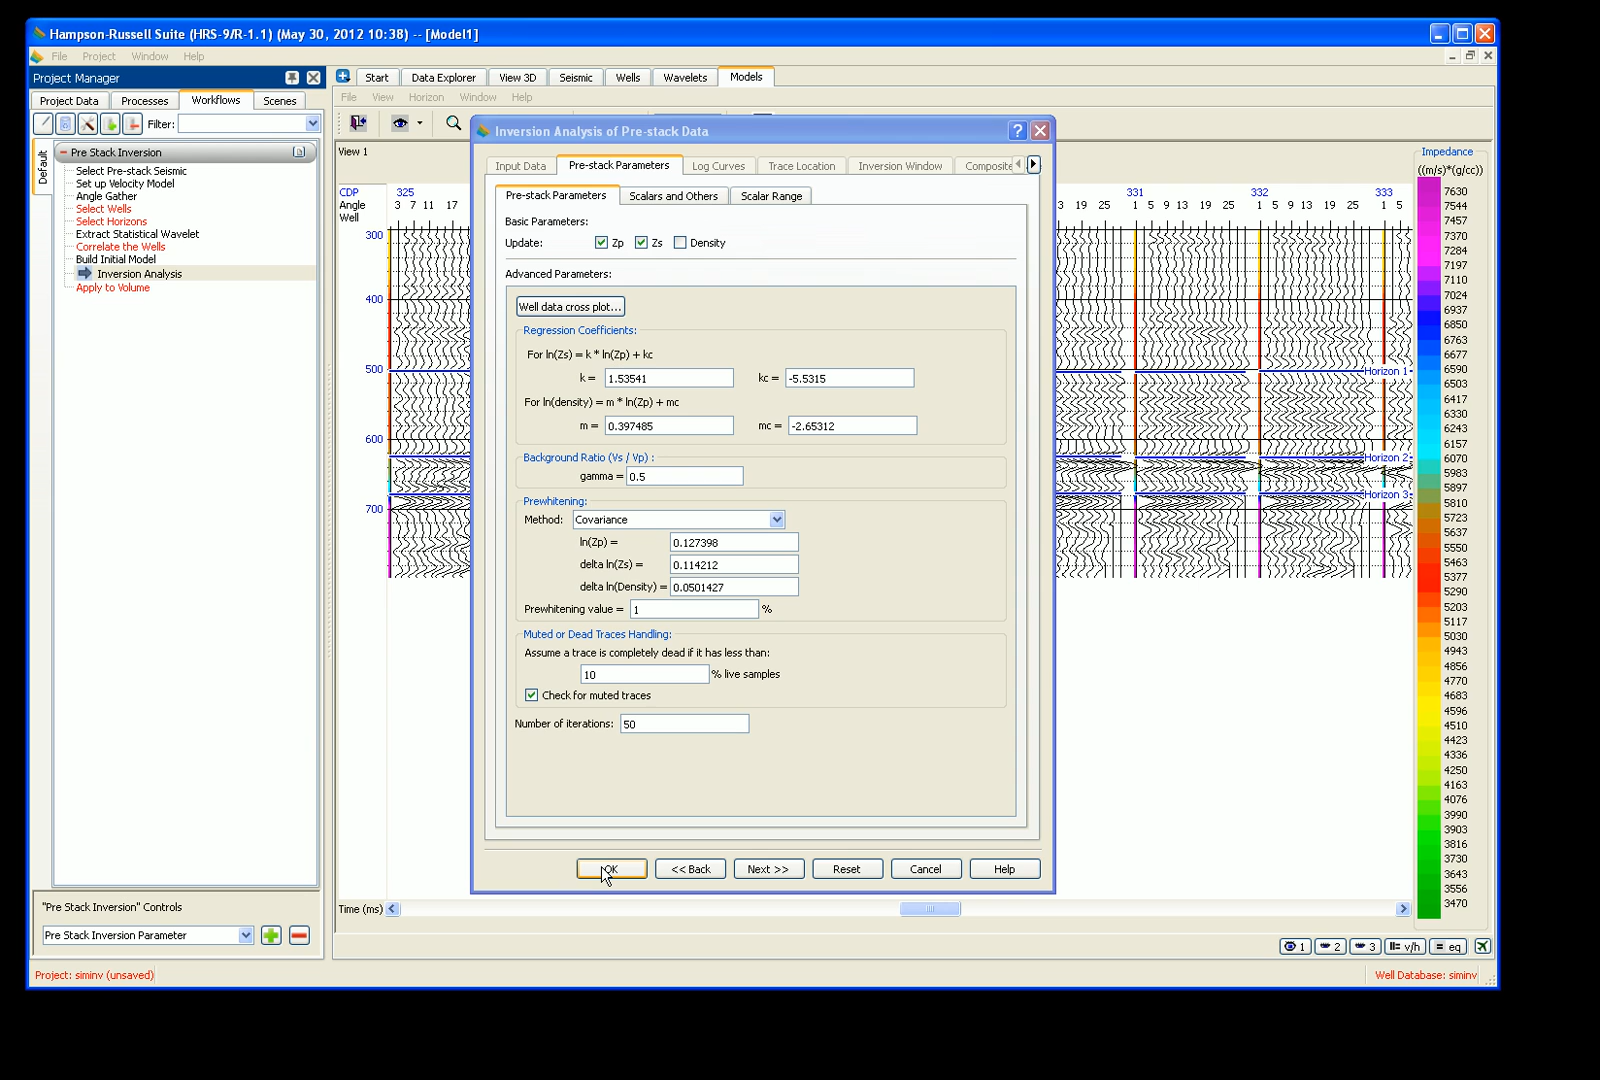 Hampson-Russell Suite (HRS-9/R-1.1) (May 30, 2012 10:38) -- [Model1]
File Project Window Help
Project Manager
Project Data Processes Workflows Scenes
Filter:
Default
Pre Stack Inversion
Select Pre-stack Seismic
Set up Velocity Model
Angle Gather
Select Wells
Select Horizons
Extract Statistical Wavelet
Correlate the Wells
Build Initial Model
Inversion Analysis
Apply to Volume
"Pre Stack Inversion" Controls
Pre Stack Inversion Parameter
Project: siminv (unsaved)
Start Data Explorer View 3D Seismic Wells Wavelets Models
File View Horizon Window Help
View 1
CDP 325
Angle 3 7 11 17
Well
300
400
500
600
700
Time (ms)
Inversion Analysis of Pre-stack Data
Input Data Pre-stack Parameters Log Curves Trace Location Inversion Window Composite
Pre-stack Parameters Scalars and Others Scalar Range
Basic Parameters:
Update: Zp Zs Density
Advanced Parameters:
Well data cross plot...
Regression Coefficients:
For ln(Zs) = k * ln(Zp) + kc
k = 1.53541 kc = -5.5315
For ln(density) = m * ln(Zp) + mc
m = 0.397485 mc = -2.65312
Background Ratio (Vs / Vp) :
gamma = 0.5
Prewhitening:
Method: Covariance
ln(Zp) = 0.127398
delta ln(Zs) = 0.114212
delta ln(Density) = 0.0501427
Prewhitening value = 1 %
Muted or Dead Traces Handling:
Assume a trace is completely dead if it has less than:
10 % live samples
Check for muted traces
Number of iterations: 50
OK << Back Next >> Reset Cancel Help
331 332 333
3 19 25 1 5 9 13 19 25 1 5 9 13 19 25 1 5
Horizon 1
Horizon 2
Horizon 3
Impedance
((m/s)*(g/cc))
7630
7544
7457
7370
7284
7197
7110
7024
6937
6850
6763
6677
6590
6503
6417
6330
6243
6157
6070
5983
5897
5810
5723
5637
5550
5463
5377
5290
5203
5117
5030
4943
4856
4770
4683
4596
4510
4423
4336
4250
4163
4076
3990
3903
3816
3730
3643
3556
3470
1 2 3 v/h = eq
Well Database: siminv